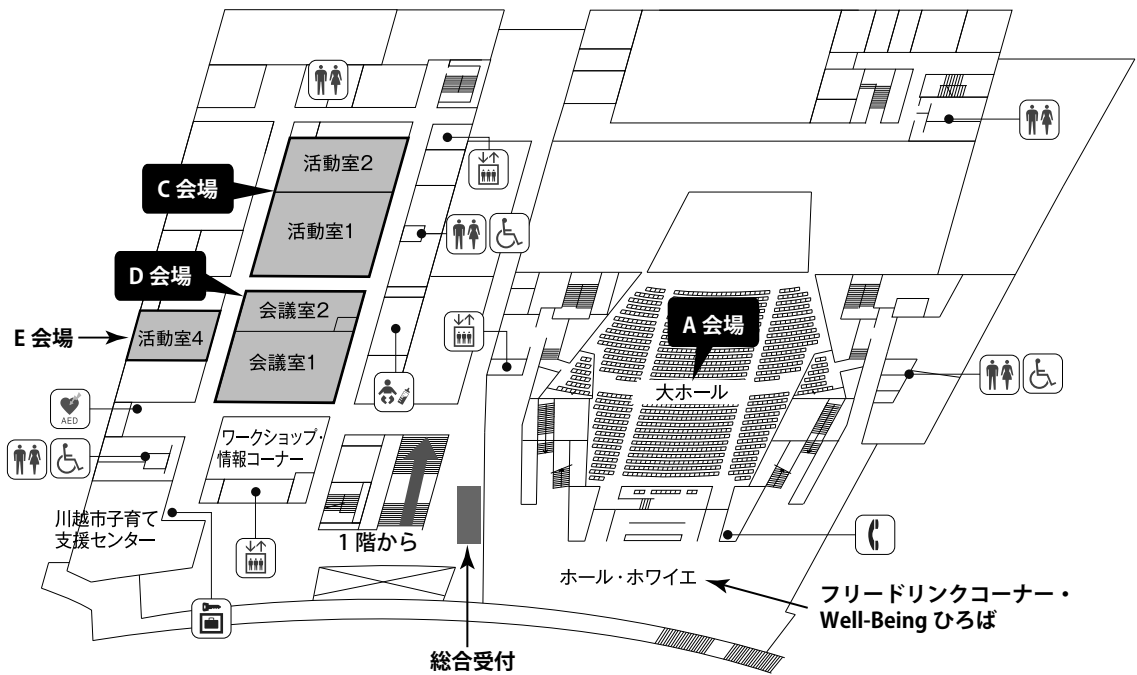 活動室2
C 会場
活動室1
D 会場
会議室2
A 会場
E 会場
活動室4
会議室1
大ホール
AED
ワークショップ・
情報コーナー
川越市子育て
支援センター
1階から
ホール・ホワイエ
フリードリンクコーナー・
Well-Being ひろば
総合受付